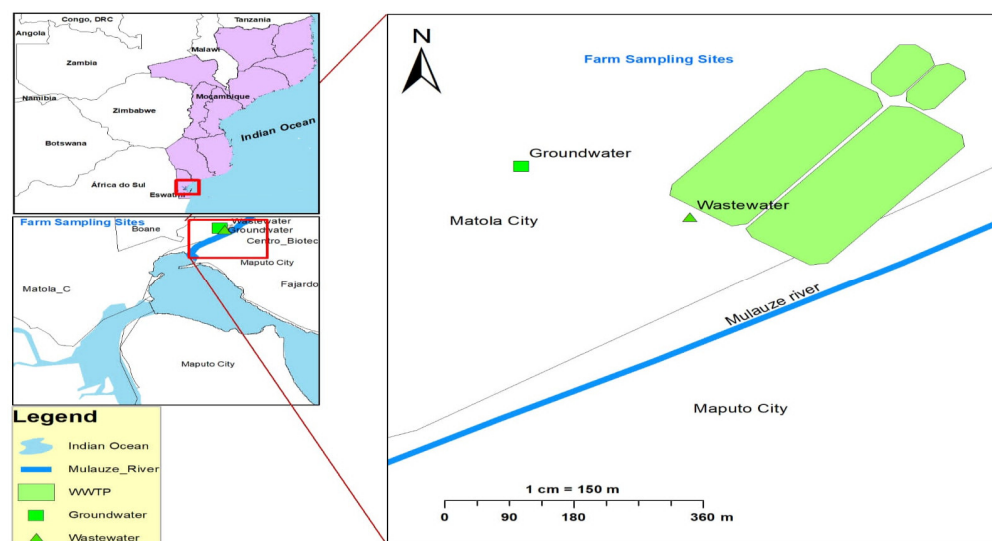 Congo, DRC
Tanzania
Angola
Malawi
Zambia
Moçambique
Namibia
Zimbabwe
Indian Ocean
Botswana
África do Sul
Eswatini
Farm Sampling Sites
Boane
Wastewater
Groundwater
Centro_Biotec
Maputo City
Matola_C
Fajardo
Maputo City
Legend
Indian Ocean
Mulauze_River
WWTP
Groundwater
Wastewater
N
Farm Sampling Sites
Groundwater
Wastewater
Matola City
Mulauze river
Maputo City
1 cm = 150 m
0 90 180 360 m